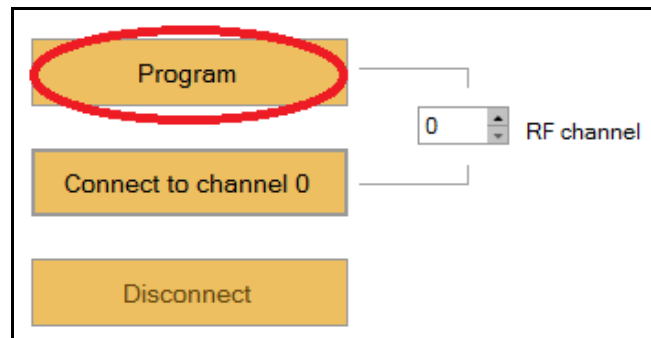 Program
0
RF channel
Connect to channel 0
Disconnect